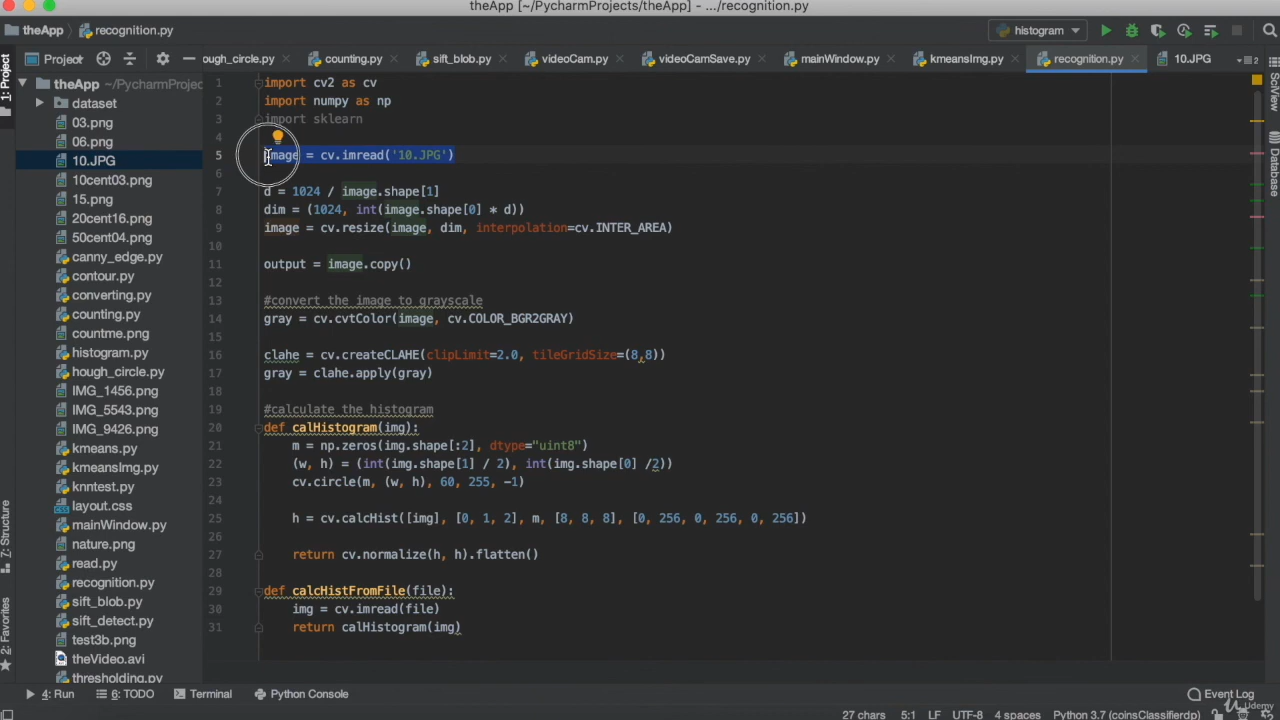 theApp [~/PycharmProjects/theApp] - .../recognition.py
theApp
recognition.py
histogram
1: Project
Project
ough_circle.py
counting.py
sift_blob.py
videoCam.py
videoCamSave.py
mainWindow.py
kmeansImg.py
recognition.py
10.JPG
theApp ~/PycharmProjects/theApp
dataset
03.png
06.png
10.JPG
10cent03.png
15.png
20cent16.png
50cent04.png
canny_edge.py
contour.py
converting.py
counting.py
countme.png
histogram.py
hough_circle.py
IMG_1456.png
IMG_5543.png
IMG_9426.png
kmeans.py
kmeansImg.py
knntest.py
layout.css
mainWindow.py
nature.png
read.py
recognition.py
sift_blob.py
sift_detect.py
test3b.png
theVideo.avi
thresholding.py
7: Structure
2: Favorites
1 import cv2 as cv
2 import numpy as np
3 import sklearn
4
5 image = cv.imread('10.JPG')
6
7 d = 1024 / image.shape[1]
8 dim = (1024, int(image.shape[0] * d))
9 image = cv.resize(image, dim, interpolation=cv.INTER_AREA)
10
11 output = image.copy()
12
13 #convert the image to grayscale
14 gray = cv.cvtColor(image, cv.COLOR_BGR2GRAY)
15
16 clahe = cv.createCLAHE(clipLimit=2.0, tileGridSize=(8,8))
17 gray = clahe.apply(gray)
18
19 #calculate the histogram
20 def calHistogram(img):
21 m = np.zeros(img.shape[:2], dtype="uint8")
22 (w, h) = (int(img.shape[1] / 2), int(img.shape[0] /2))
23 cv.circle(m, (w, h), 60, 255, -1)
24
25 h = cv.calcHist([img], [0, 1, 2], m, [8, 8, 8], [0, 256, 0, 256, 0, 256])
26
27 return cv.normalize(h, h).flatten()
28
29 def calcHistFromFile(file):
30 img = cv.imread(file)
31 return calHistogram(img)
SciView
Database
4: Run
6: TODO
Terminal
Python Console
Event Log
27 chars
5:1
LF
UTF-8
4 spaces
Python 3.7 (coinsClassifierdp)
Udemy